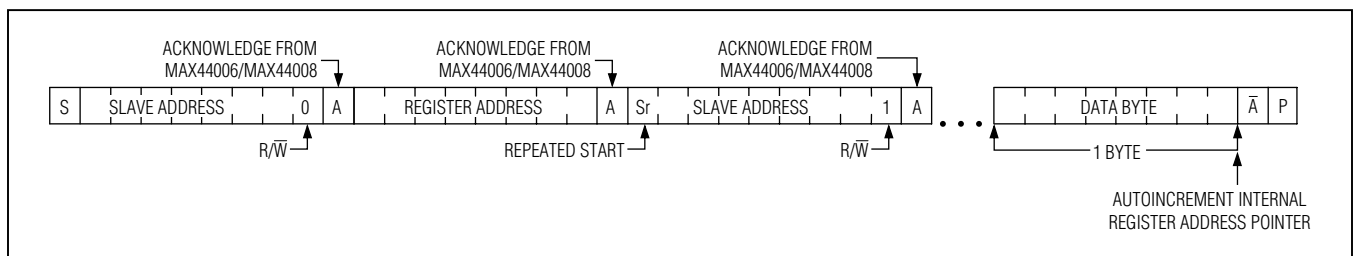 ACKNOWLEDGE FROM
MAX44006/MAX44008
ACKNOWLEDGE FROM
MAX44006/MAX44008
ACKNOWLEDGE FROM
MAX44006/MAX44008
S SLAVE ADDRESS 0 A REGISTER ADDRESS A Sr SLAVE ADDRESS 1 A ... DATA BYTE A̅ P
R/W̅ REPEATED START R/W̅ 1 BYTE
AUTOINCREMENT INTERNAL
REGISTER ADDRESS POINTER